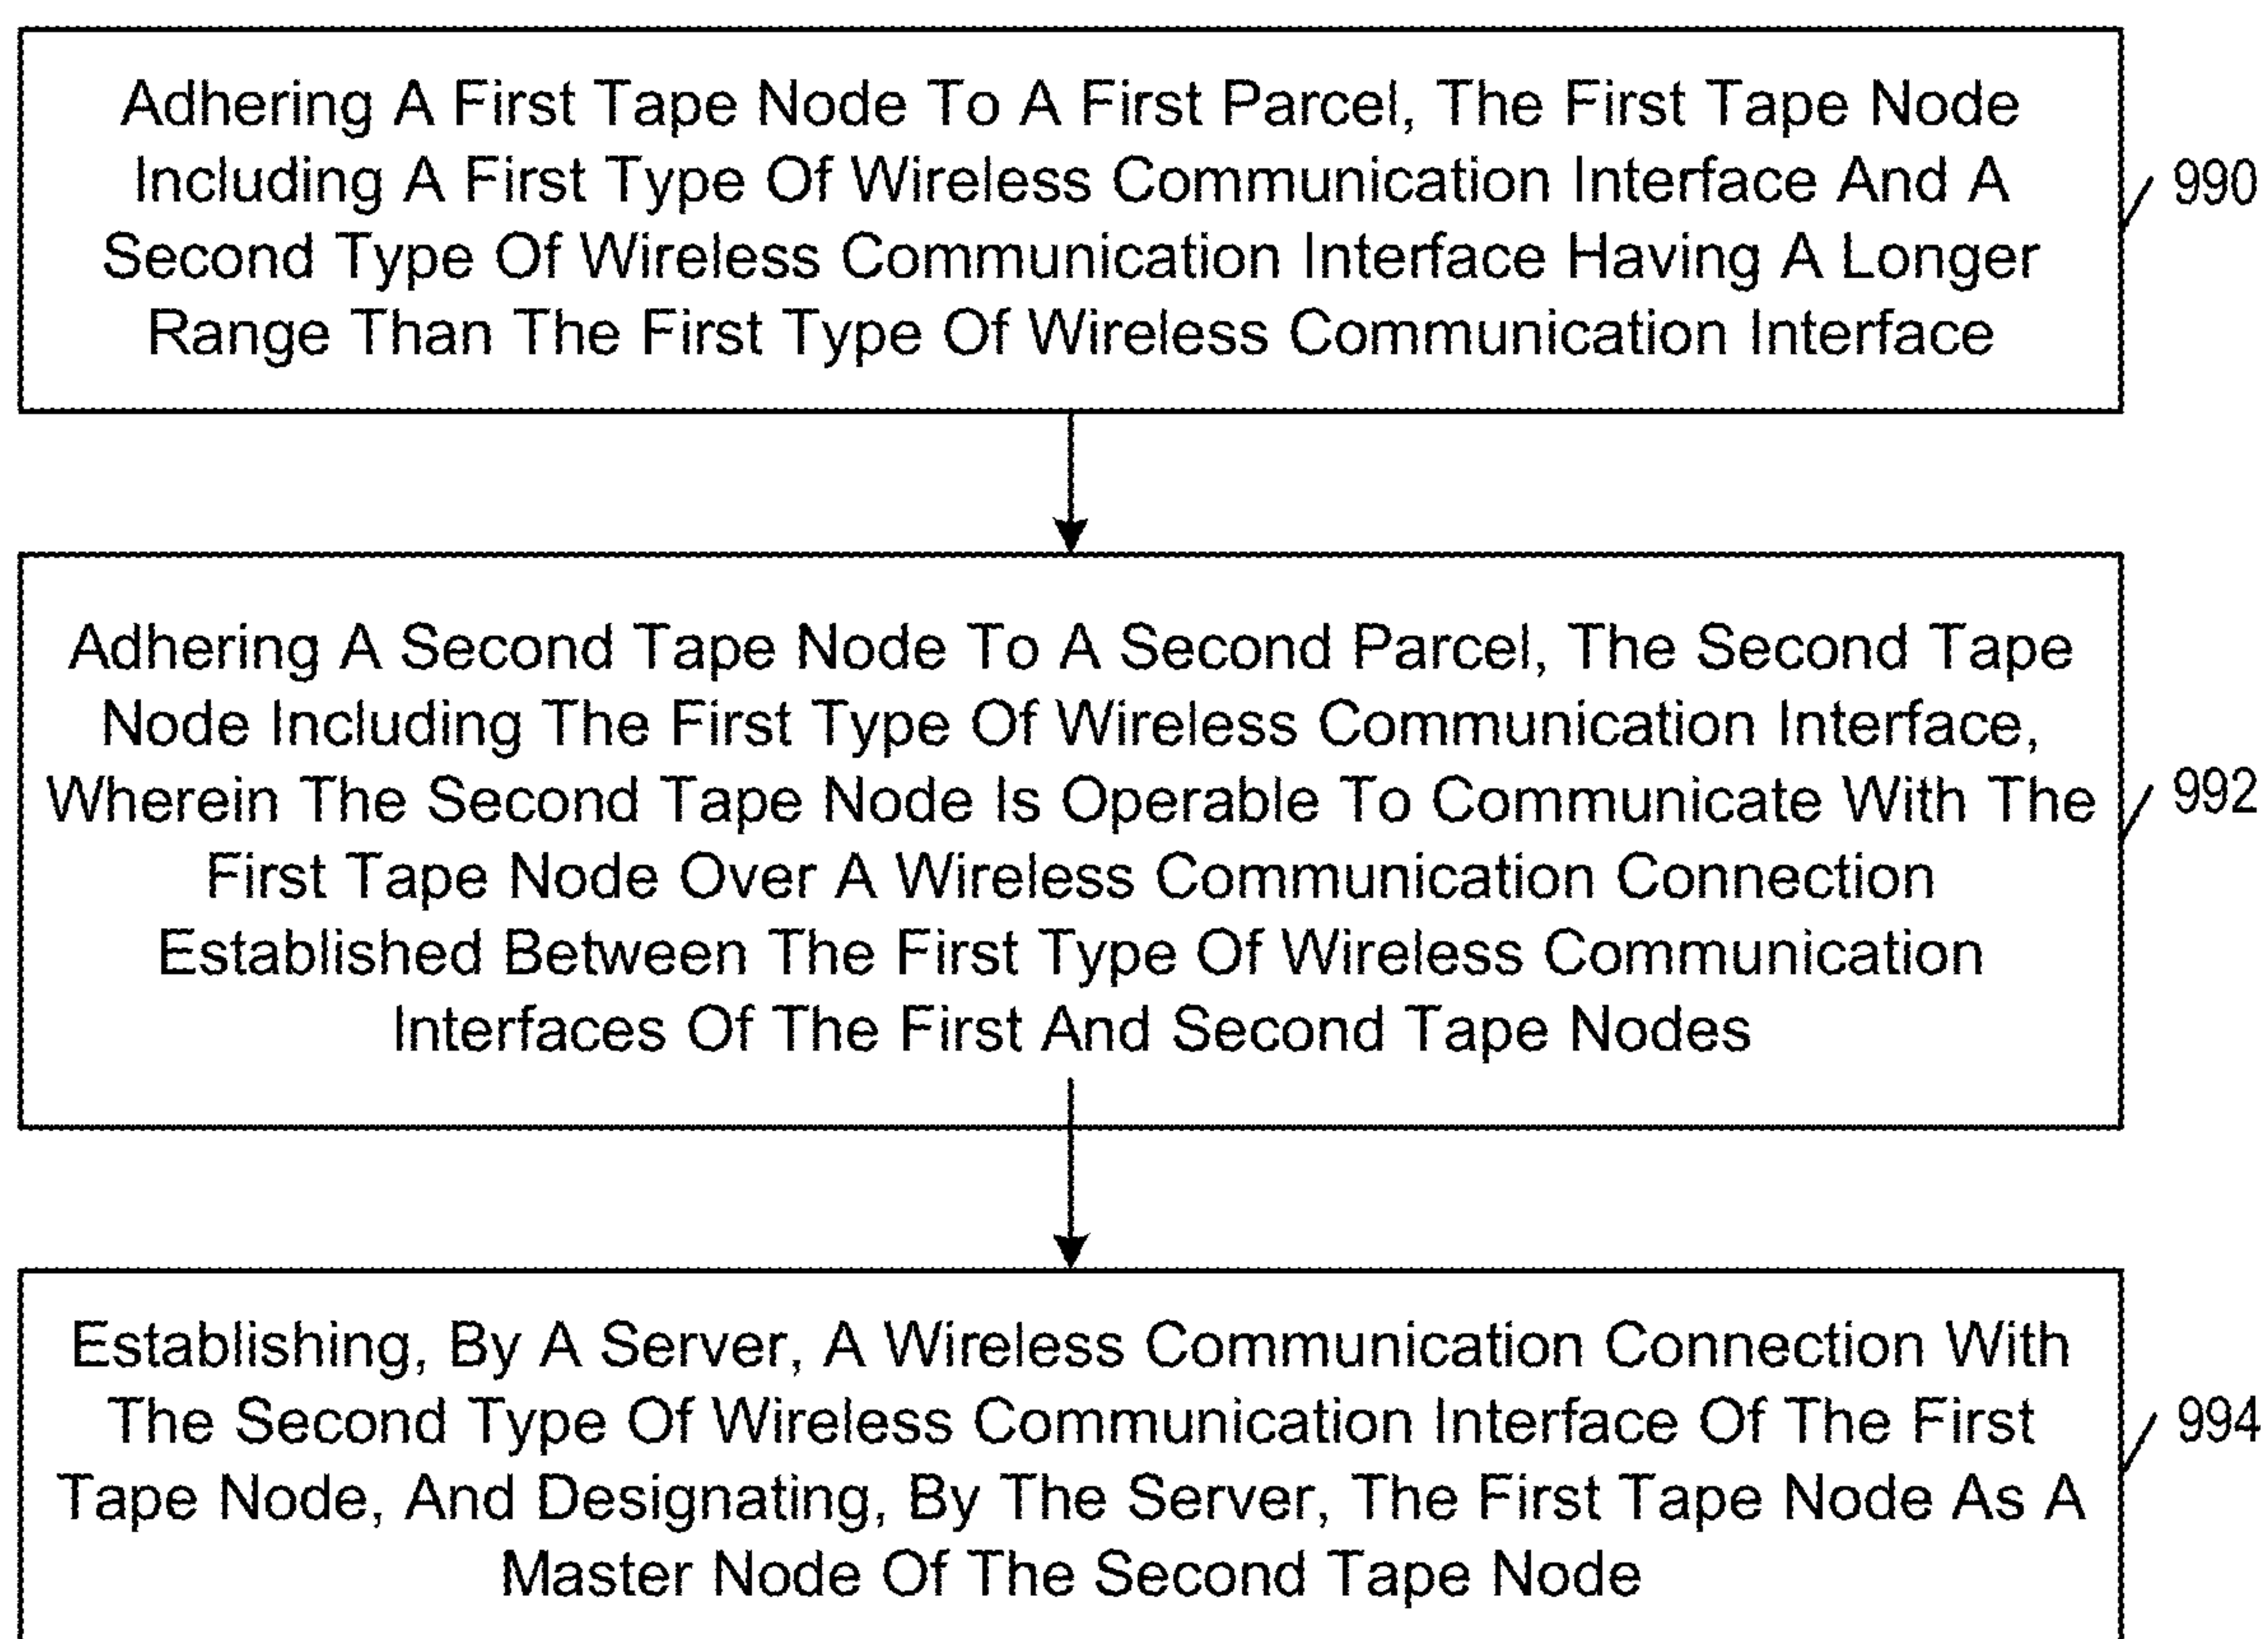 Adhering A First Tape Node To A First Parcel, The First Tape Node
Including A First Type Of Wireless Communication Interface And A
Second Type Of Wireless Communication Interface Having A Longer
Range Than The First Type Of Wireless Communication Interface
990
Adhering A Second Tape Node To A Second Parcel, The Second Tape
Node Including The First Type Of Wireless Communication Interface,
Wherein The Second Tape Node Is Operable To Communicate With The
First Tape Node Over A Wireless Communication Connection
Established Between The First Type Of Wireless Communication
Interfaces Of The First And Second Tape Nodes
992
Establishing, By A Server, A Wireless Communication Connection With
The Second Type Of Wireless Communication Interface Of The First
Tape Node, And Designating, By The Server, The First Tape Node As A
Master Node Of The Second Tape Node
994